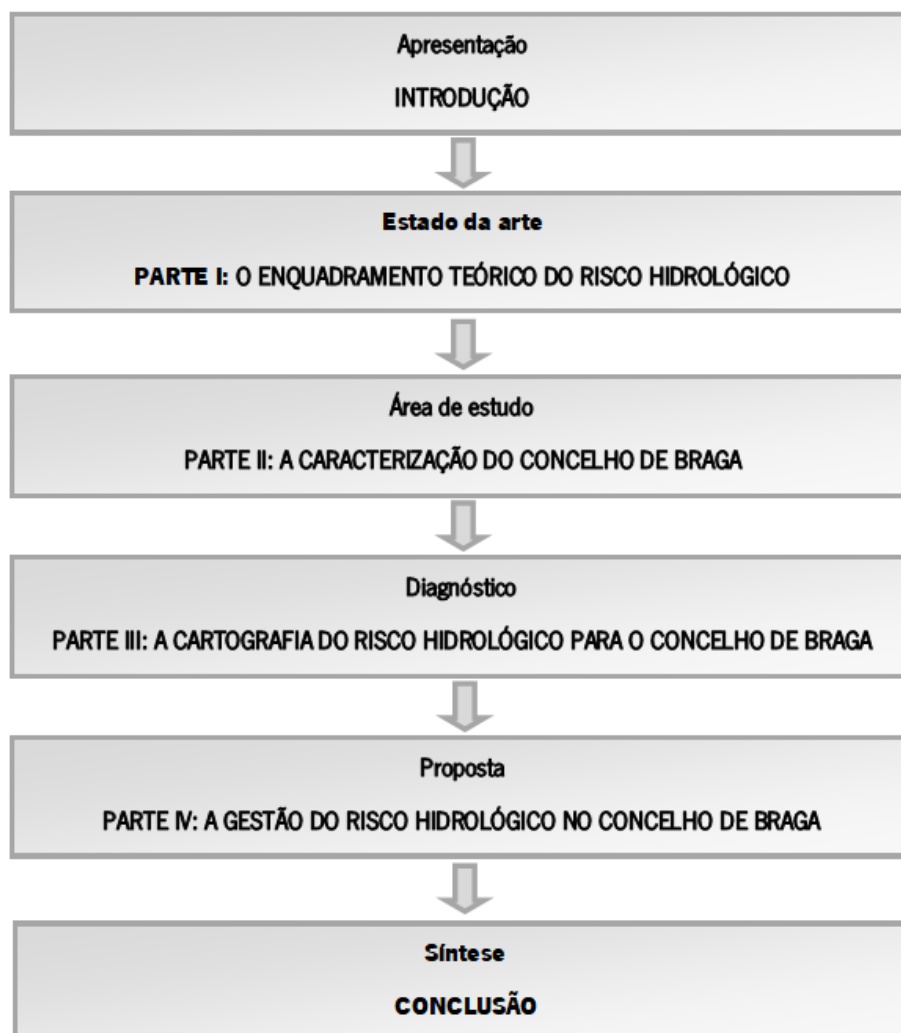 Apresentação
INTRODUÇÃO
Estado da arte
PARTE I: O ENQUADRAMENTO TEÓRICO DO RISCO HIDROLÓGICO
Área de estudo
PARTE II: A CARACTERIZAÇÃO DO CONCELHO DE BRAGA
Diagnóstico
PARTE III: A CARTOGRAFIA DO RISCO HIDROLÓGICO PARA O CONCELHO DE BRAGA
Proposta
PARTE IV: A GESTÃO DO RISCO HIDROLÓGICO NO CONCELHO DE BRAGA
Síntese
CONCLUSÃO